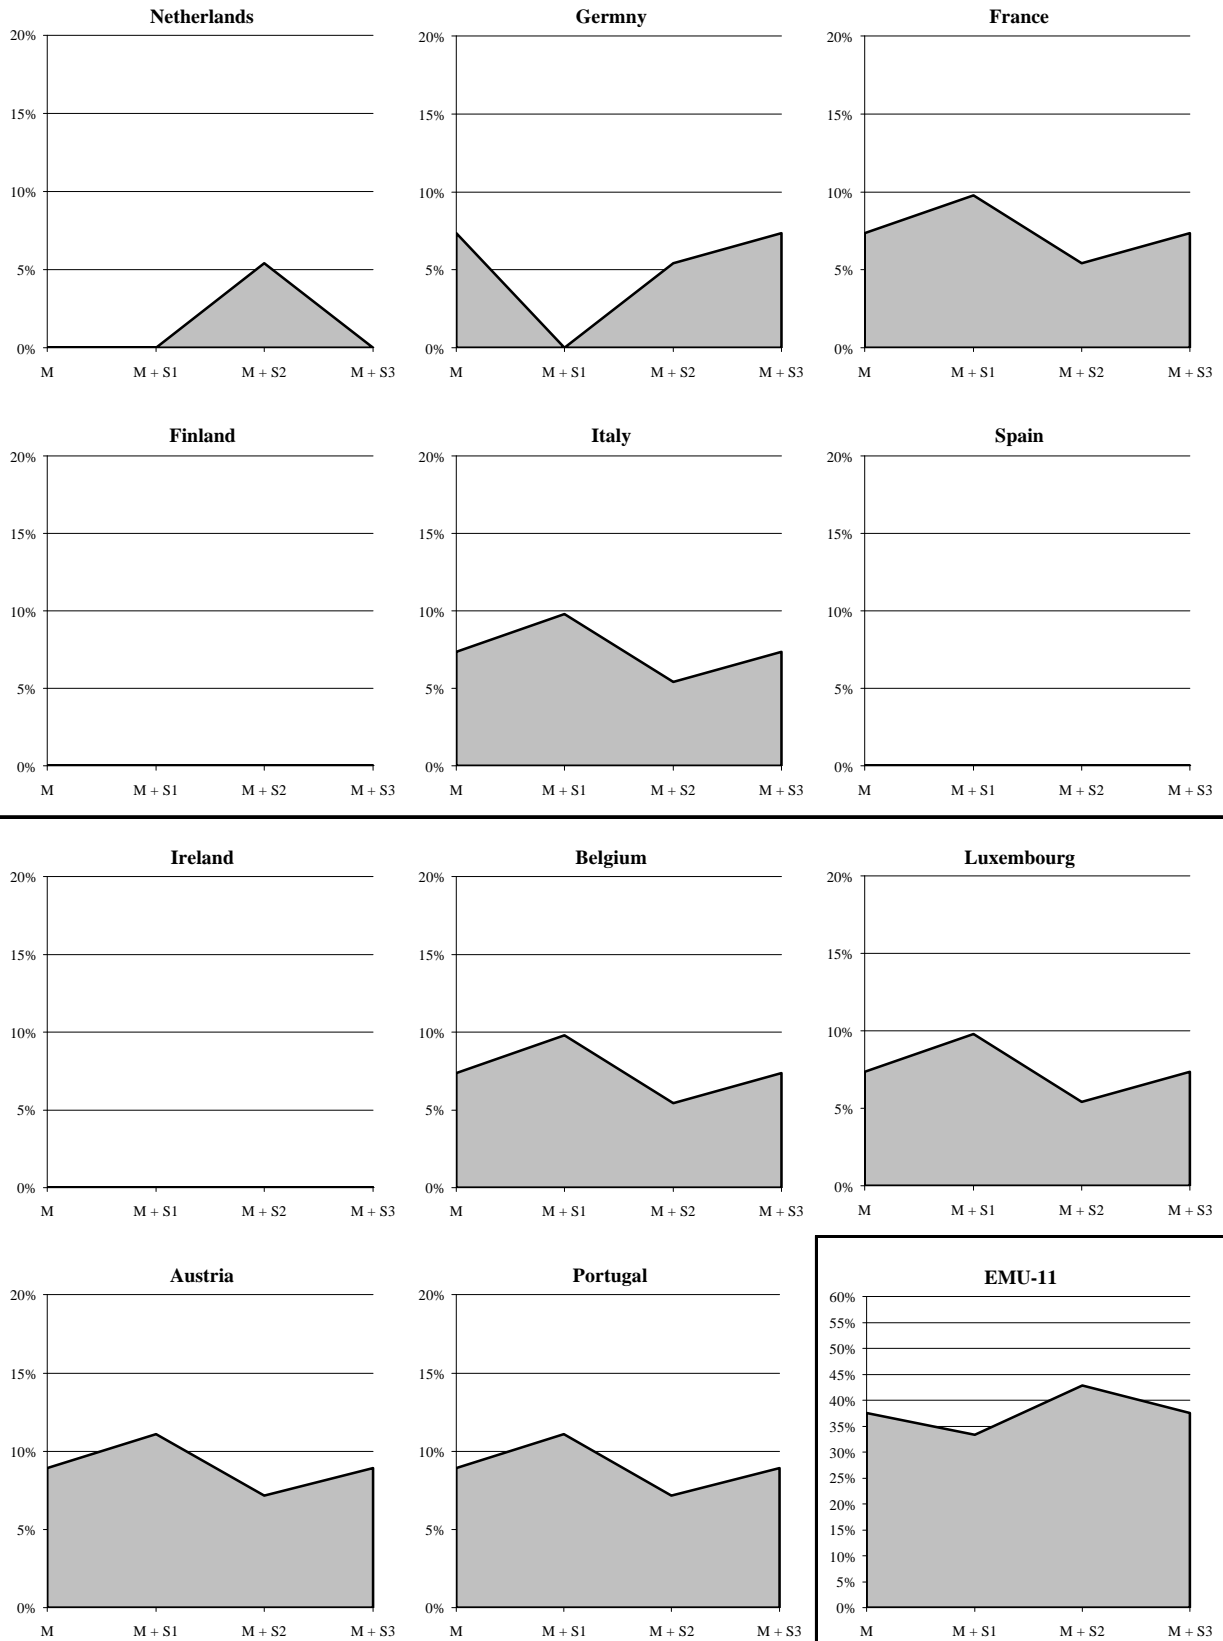 Netherlands
20%
15%
10%
5%
0%
M
M + S1
M + S2
M + S3
Germny
20%
15%
10%
5%
0%
M
M + S1
M + S2
M + S3
France
20%
15%
10%
5%
0%
M
M + S1
M + S2
M + S3
Finland
20%
15%
10%
5%
0%
M
M + S1
M + S2
M + S3
Italy
20%
15%
10%
5%
0%
M
M + S1
M + S2
M + S3
Spain
20%
15%
10%
5%
0%
M
M + S1
M + S2
M + S3
Ireland
20%
15%
10%
5%
0%
M
M + S1
M + S2
M + S3
Belgium
20%
15%
10%
5%
0%
M
M + S1
M + S2
M + S3
Luxembourg
20%
15%
10%
5%
0%
M
M + S1
M + S2
M + S3
Austria
20%
15%
10%
5%
0%
M
M + S1
M + S2
M + S3
Portugal
20%
15%
10%
5%
0%
M
M + S1
M + S2
M + S3
EMU-11
60%
55%
50%
45%
40%
35%
30%
25%
20%
15%
10%
5%
0%
M
M + S1
M + S2
M + S3